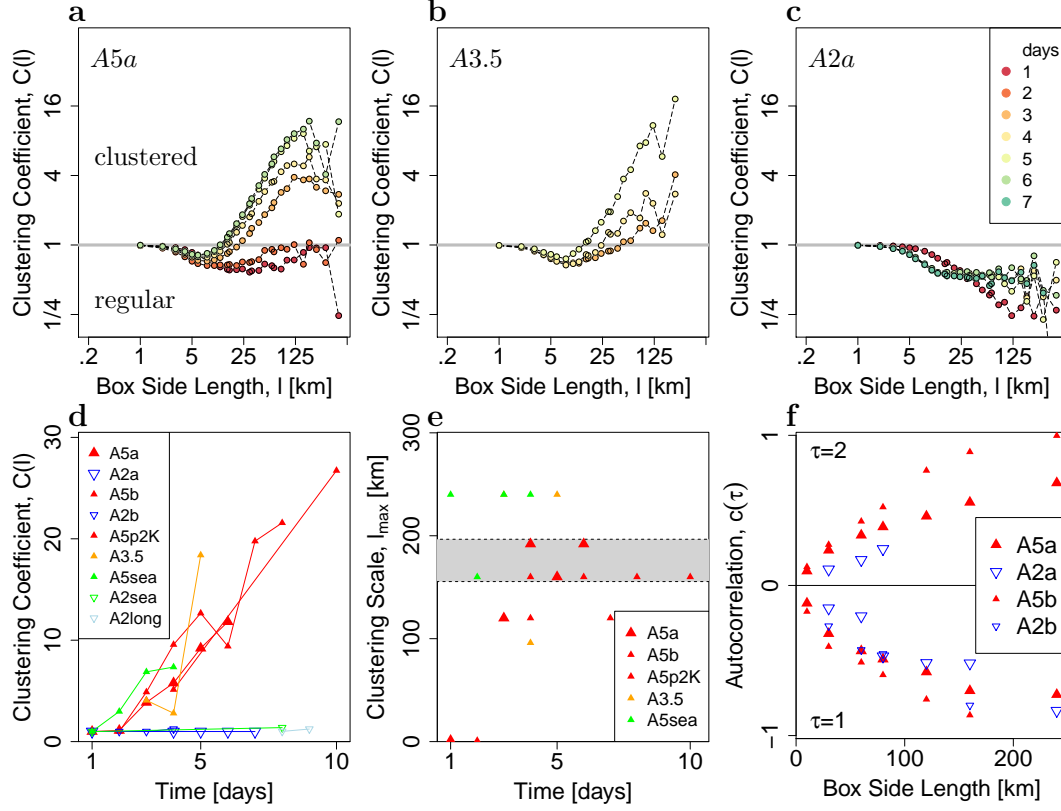 a
Clustering Coefficient, C(l)
16
4
1
1/4
A5a
clustered
regular
.2
1
5
25
125
Box Side Length, l [km]
b
Clustering Coefficient, C(l)
16
4
1
1/4
A3.5
.2
1
5
25
125
Box Side Length, l [km]
c
Clustering Coefficient, C(l)
16
4
1
1/4
A2a
days
1
2
3
4
5
6
7
.2
1
5
25
125
Box Side Length, l [km]
d
Clustering Coefficient, C(l)
30
20
10
0
A5a
A2a
A5b
A2b
A5p2K
A3.5
A5sea
A2sea
A2long
1
5
10
Time [days]
e
Clustering Scale, lmax [km]
300
200
100
0
A5a
A5b
A5p2K
A3.5
A5sea
1
5
10
Time [days]
f
Autocorrelation, c(τ)
1
0
−1
τ=2
τ=1
A5a
A2a
A5b
A2b
0
100
200
Box Side Length [km]